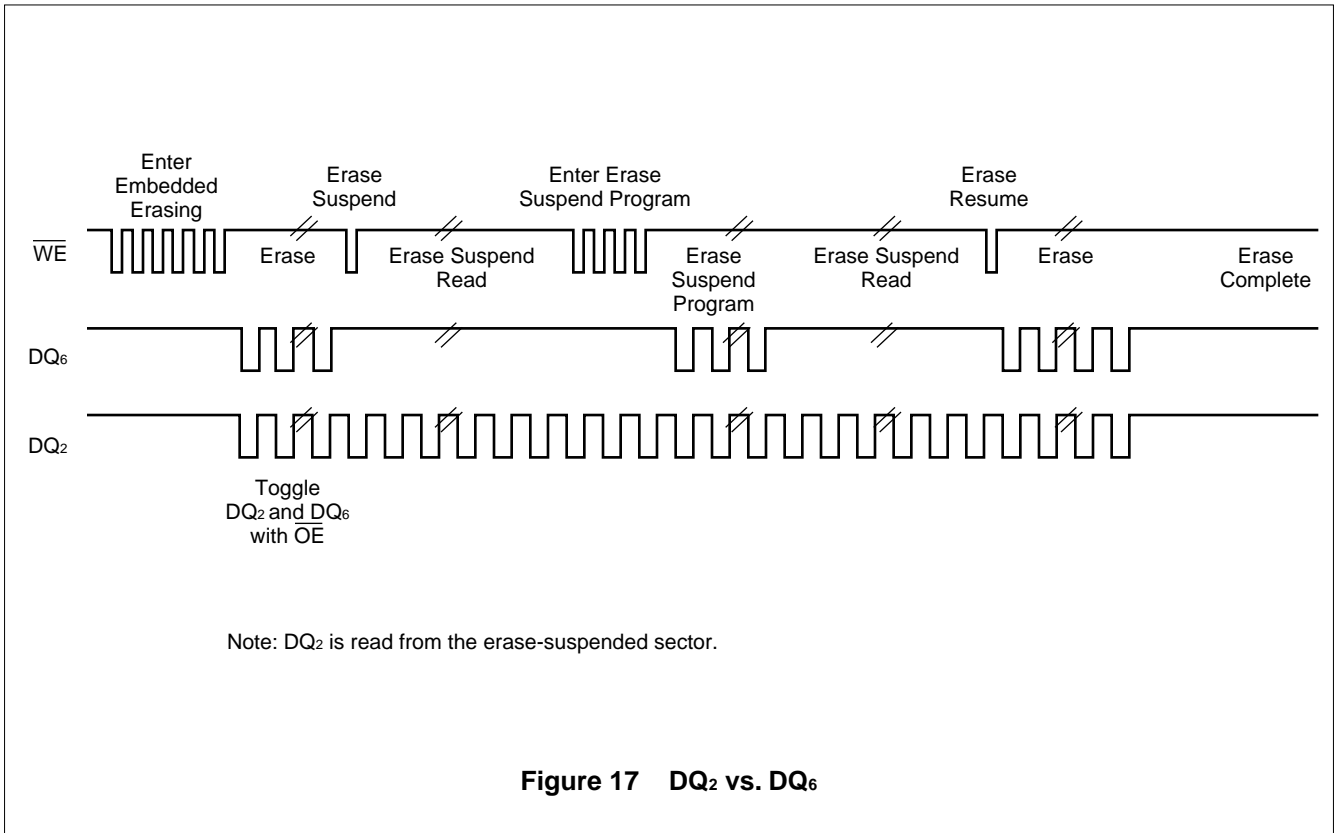 Enter
Embedded
Erasing
Erase
Suspend
Enter Erase
Suspend Program
Erase
Resume
WE
Erase
Erase Suspend
Read
Erase
Suspend
Program
Erase Suspend
Read
Erase
Erase
Complete
DQ6
DQ2
Toggle
DQ2 and DQ6
with OE
Note: DQ2 is read from the erase-suspended sector.
Figure 17 DQ2 vs. DQ6